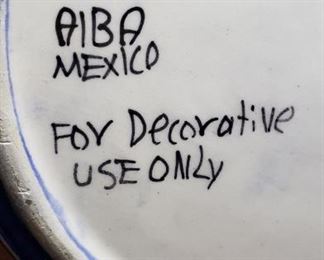 AIBA
MEXICO
For Decorative
USE ONLY